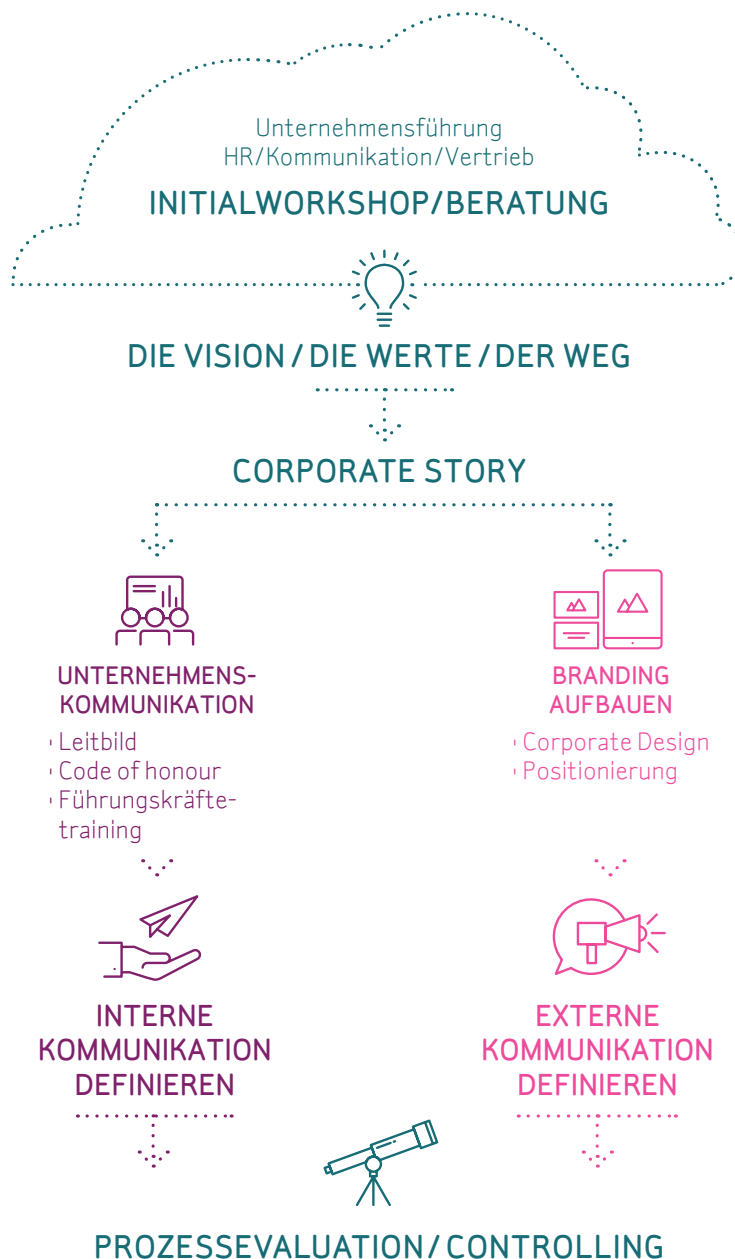 Unternehmensführung
HR/Kommunikation/Vertrieb
INITIALWORKSHOP/BERATUNG
DIE VISION / DIE WERTE / DER WEG
CORPORATE STORY
UNTERNEHMENS-
KOMMUNIKATION
Leitbild
Code of honour
Führungskräfte-
training
INTERNE
KOMMUNIKATION
DEFINIEREN
BRANDING
AUFBAUEN
Corporate Design
Positionierung
EXTERNE
KOMMUNIKATION
DEFINIEREN
PROZESSEVALUATION / CONTROLLING